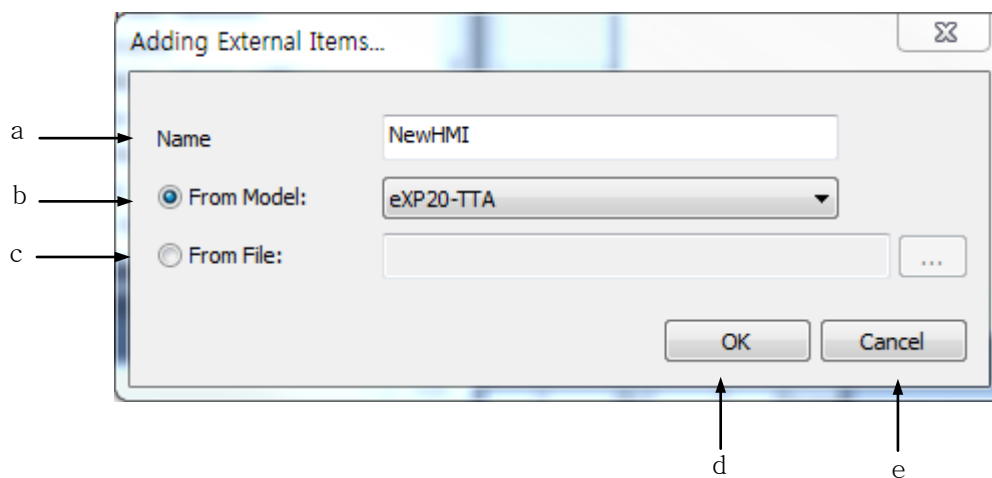 Adding External Items...
a
Name
NewHMI
b
From Model:
eXP20-TTA
c
From File:
...
OK
Cancel
d
e